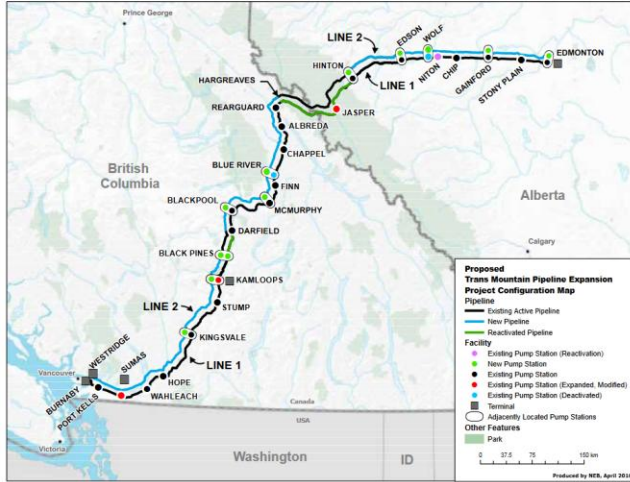 Prince George
LINE 2
EDSON
WOLF
EDMONTON
HINTON
LINE 1
NITON
CHIP
GAINFORD
STONY PLAIN
HARGREAVES
REARGUARD
JASPER
ALBREDA
British
Columbia
CHAPPEL
BLUE RIVER
FINN
Alberta
BLACKPOOL
MCMURPHY
DARFIELD
Calgary
BLACK PINES
KAMLOOPS
LINE 2
STUMP
KINGSVALE
LINE 1
WESTRIDGE
SUMAS
Vancouver
HOPE
BURNABY
PORT KELLS
WAHLEACH
Canada
USA
Victoria
Washington
ID
Proposed
Trans Mountain Pipeline Expansion
Project Configuration Map
Pipeline
Existing Active Pipeline
New Pipeline
Reactivated Pipeline
Facility
Existing Pump Station (Reactivation)
New Pump Station
Existing Pump Station
Existing Pump Station (Expanded, Modified)
Existing Pump Station (Deactivated)
Terminal
Adjacently Located Pump Stations
Other Features
Park
0 37.5 75 150 km